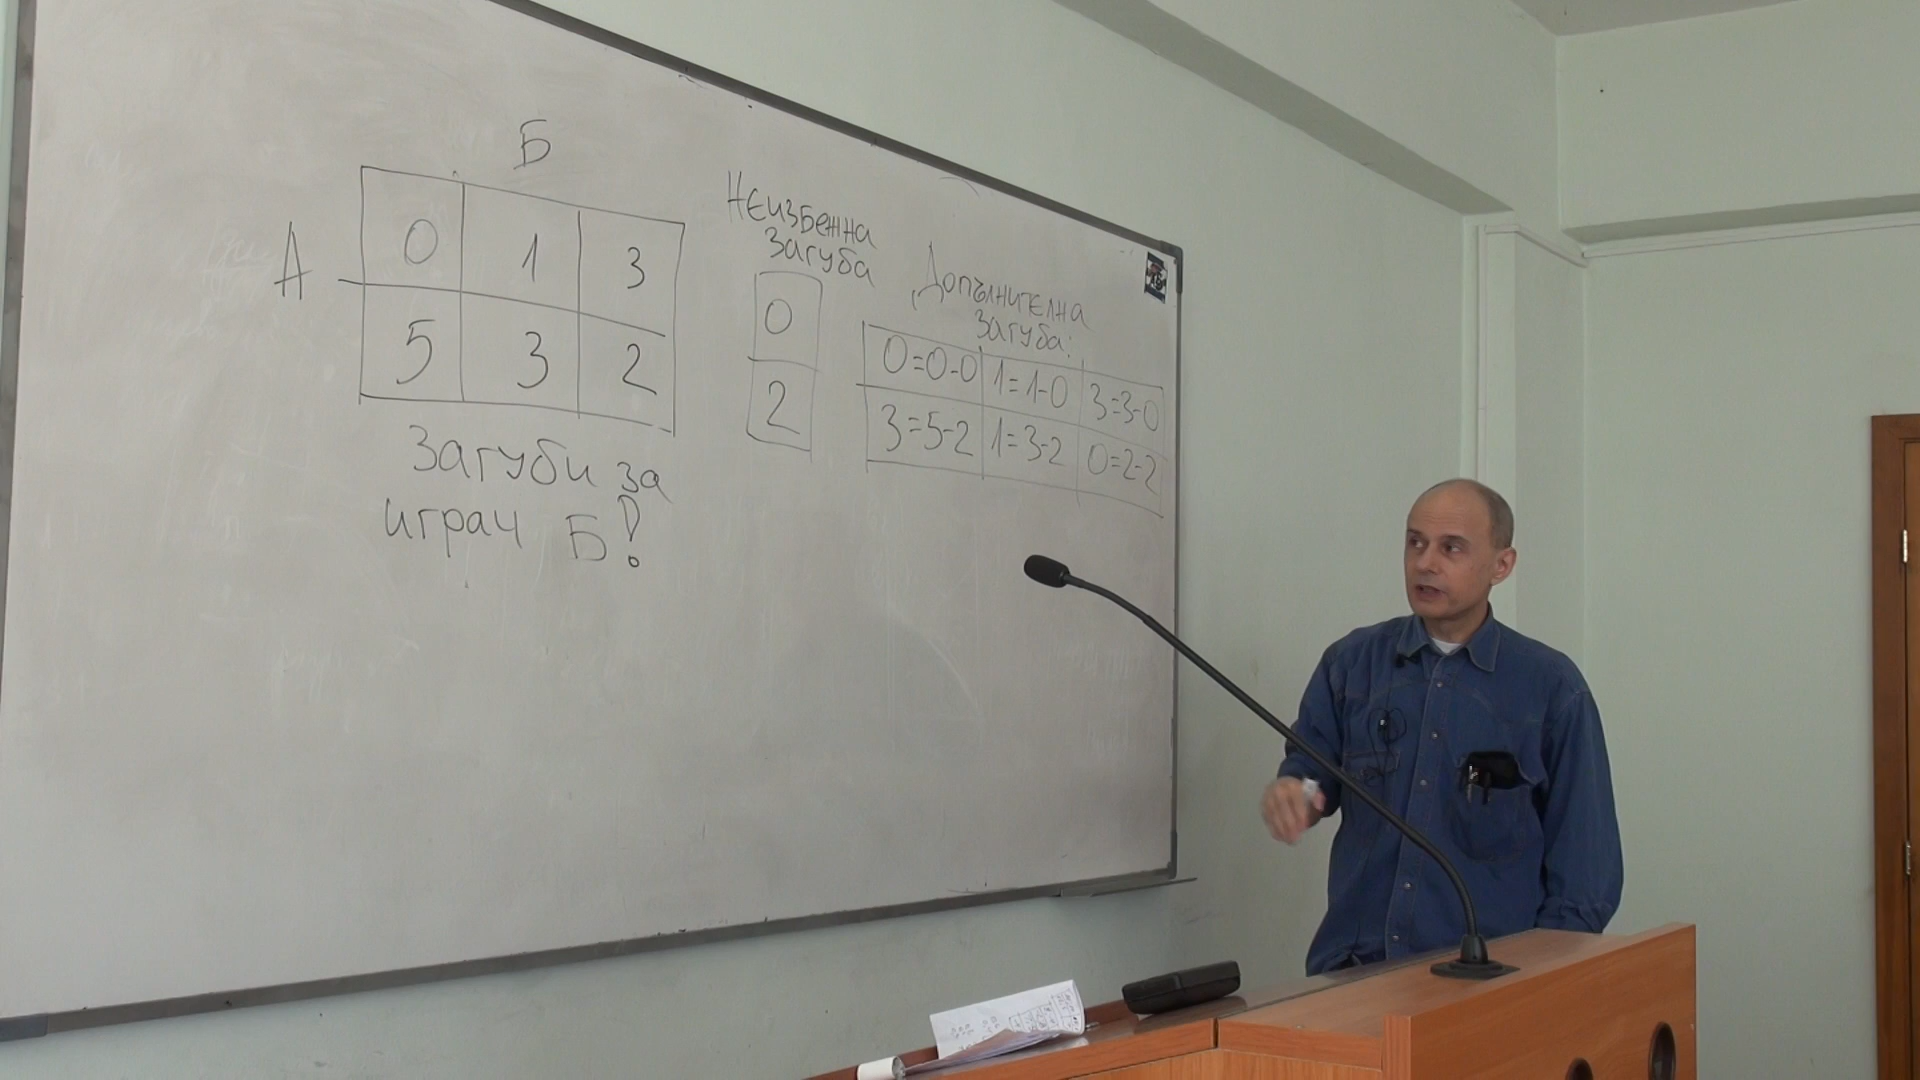 Б
А
0 1 3
5 3 2
Загуби за
играч Б!
Неизбежна
загуба
0
2
Допълнителна
загуба:
0=0-0 1=1-0 3=3-0
3=5-2 1=3-2 0=2-2